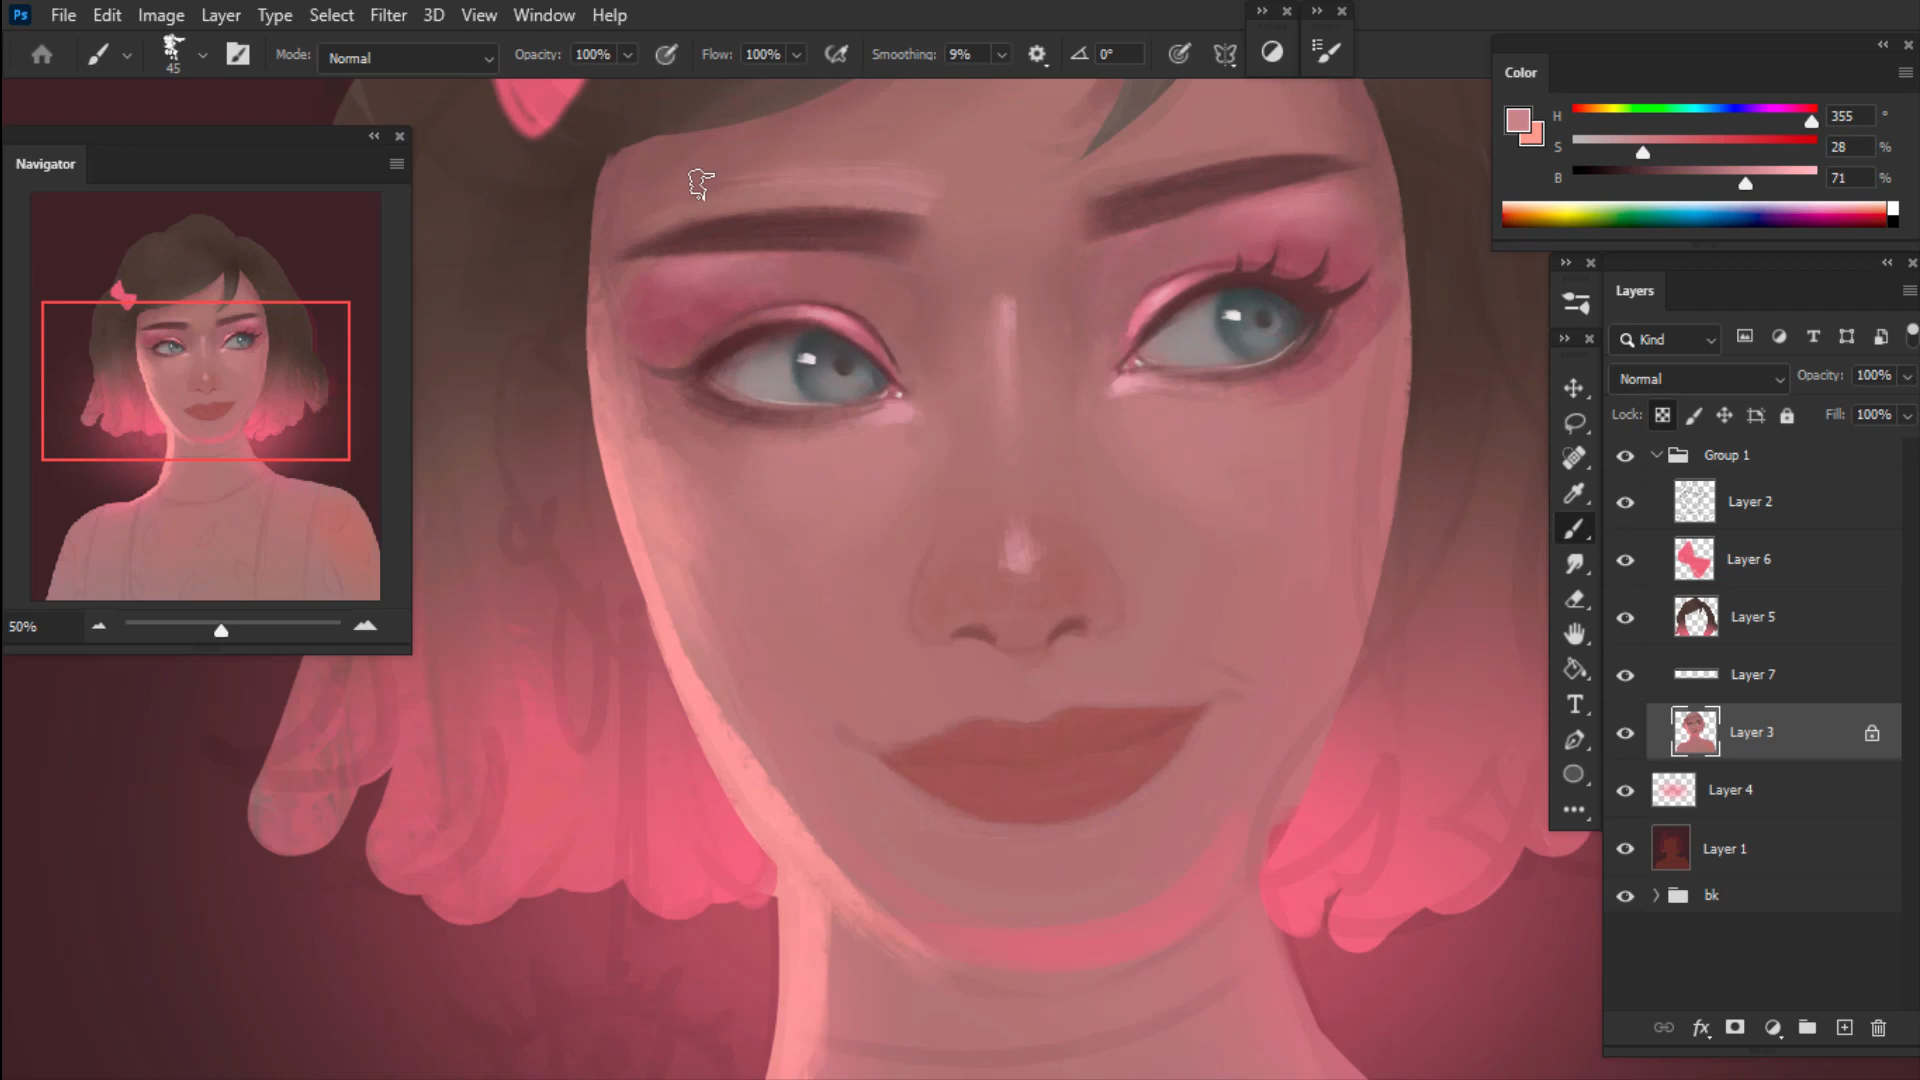 Ps File Edit Image Layer Type Select Filter 3D View Window Help
45 Mode: Normal Opacity: 100% Flow: 100% Smoothing: 9% 0°
Color
H 355 °
S 28 %
B 71 %
Navigator
50%
Layers
Kind T
Normal Opacity: 100%
Lock: Fill: 100%
Group 1
Layer 2
Layer 6
Layer 5
Layer 7
Layer 3
Layer 4
Layer 1
bk
T
fx